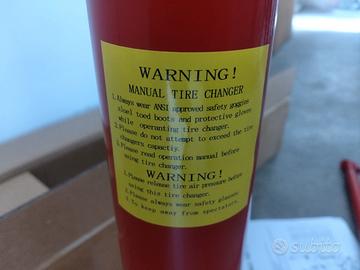 WARNING!
MANUAL TIRE CHANGER
1.Always wear ANSI approved safety goggles
steel toed boots and protective gloves
while operanting tire changer.
2.Please do not attempt to exceed the tire
changers capactiy.
3.Please read operation manual before
using tire changer.
WARNING!
1.Please release tire air pressure before
using this tire changer.
2.Please always wear safety glasses.
3.To keep away from spectators.
subito